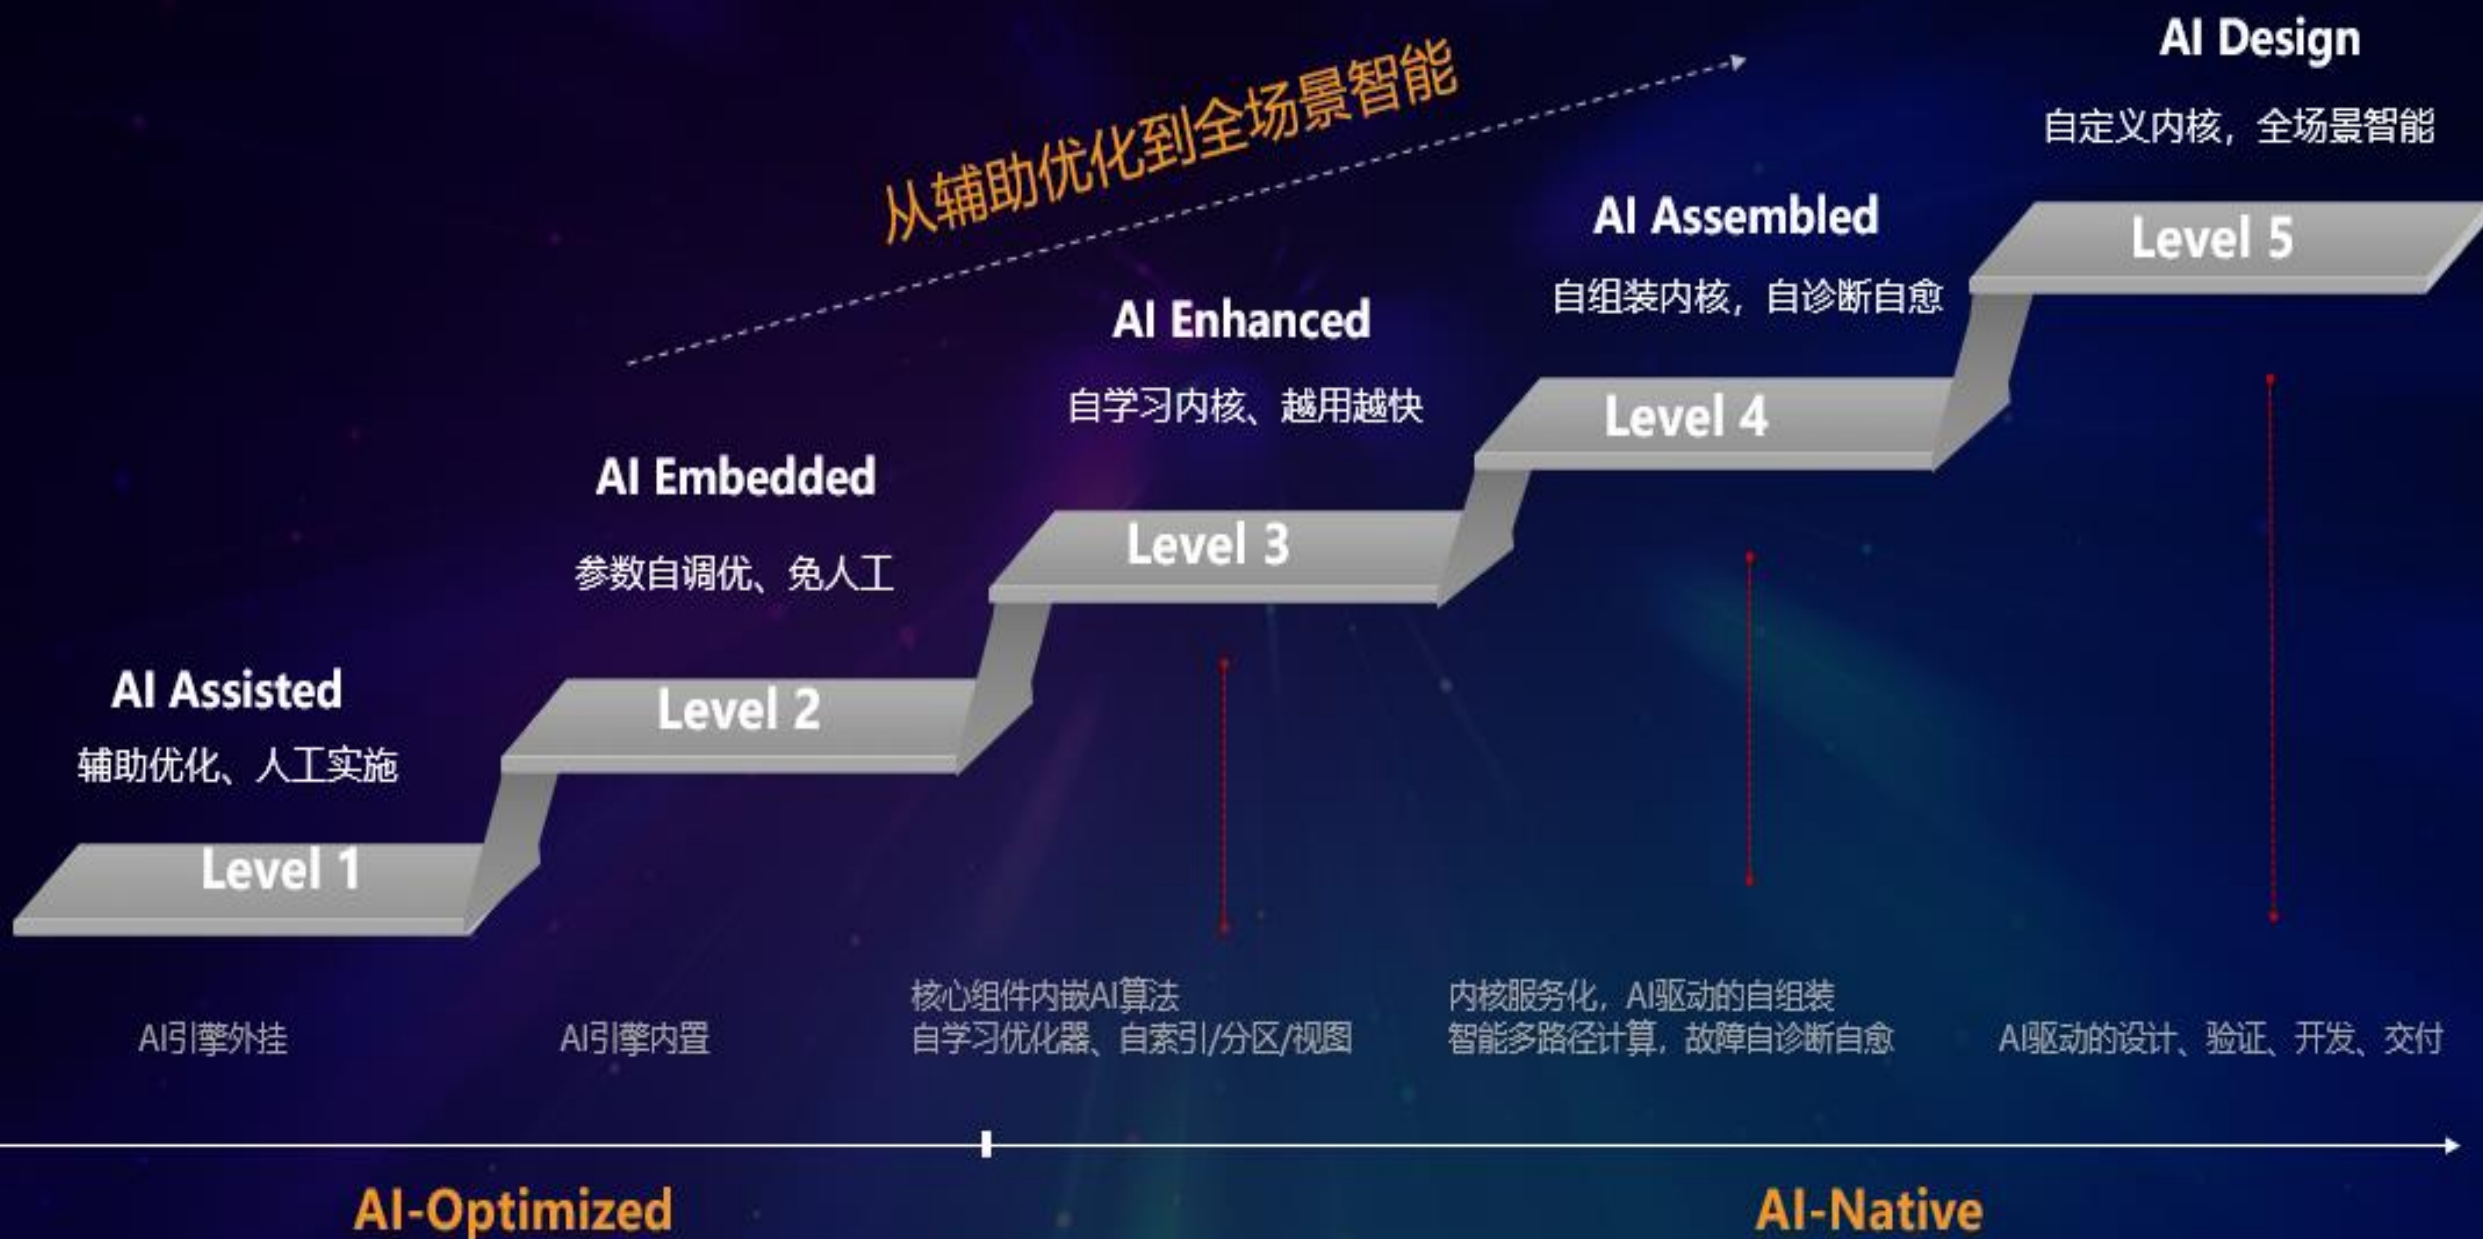 从辅助优化到全场景智能
AI Design
自定义内核，全场景智能
Level 5
AI Assembled
自组装内核，自诊断自愈
Level 4
AI Enhanced
自学习内核、越用越快
Level 3
AI Embedded
参数自调优、免人工
Level 2
AI Assisted
辅助优化、人工实施
Level 1
AI引擎外挂
AI引擎内置
核心组件内嵌AI算法
自学习优化器、自索引/分区/视图
内核服务化，AI驱动的自组装
智能多路径计算，故障自诊断自愈
AI驱动的设计、验证、开发、交付
AI-Optimized
AI-Native